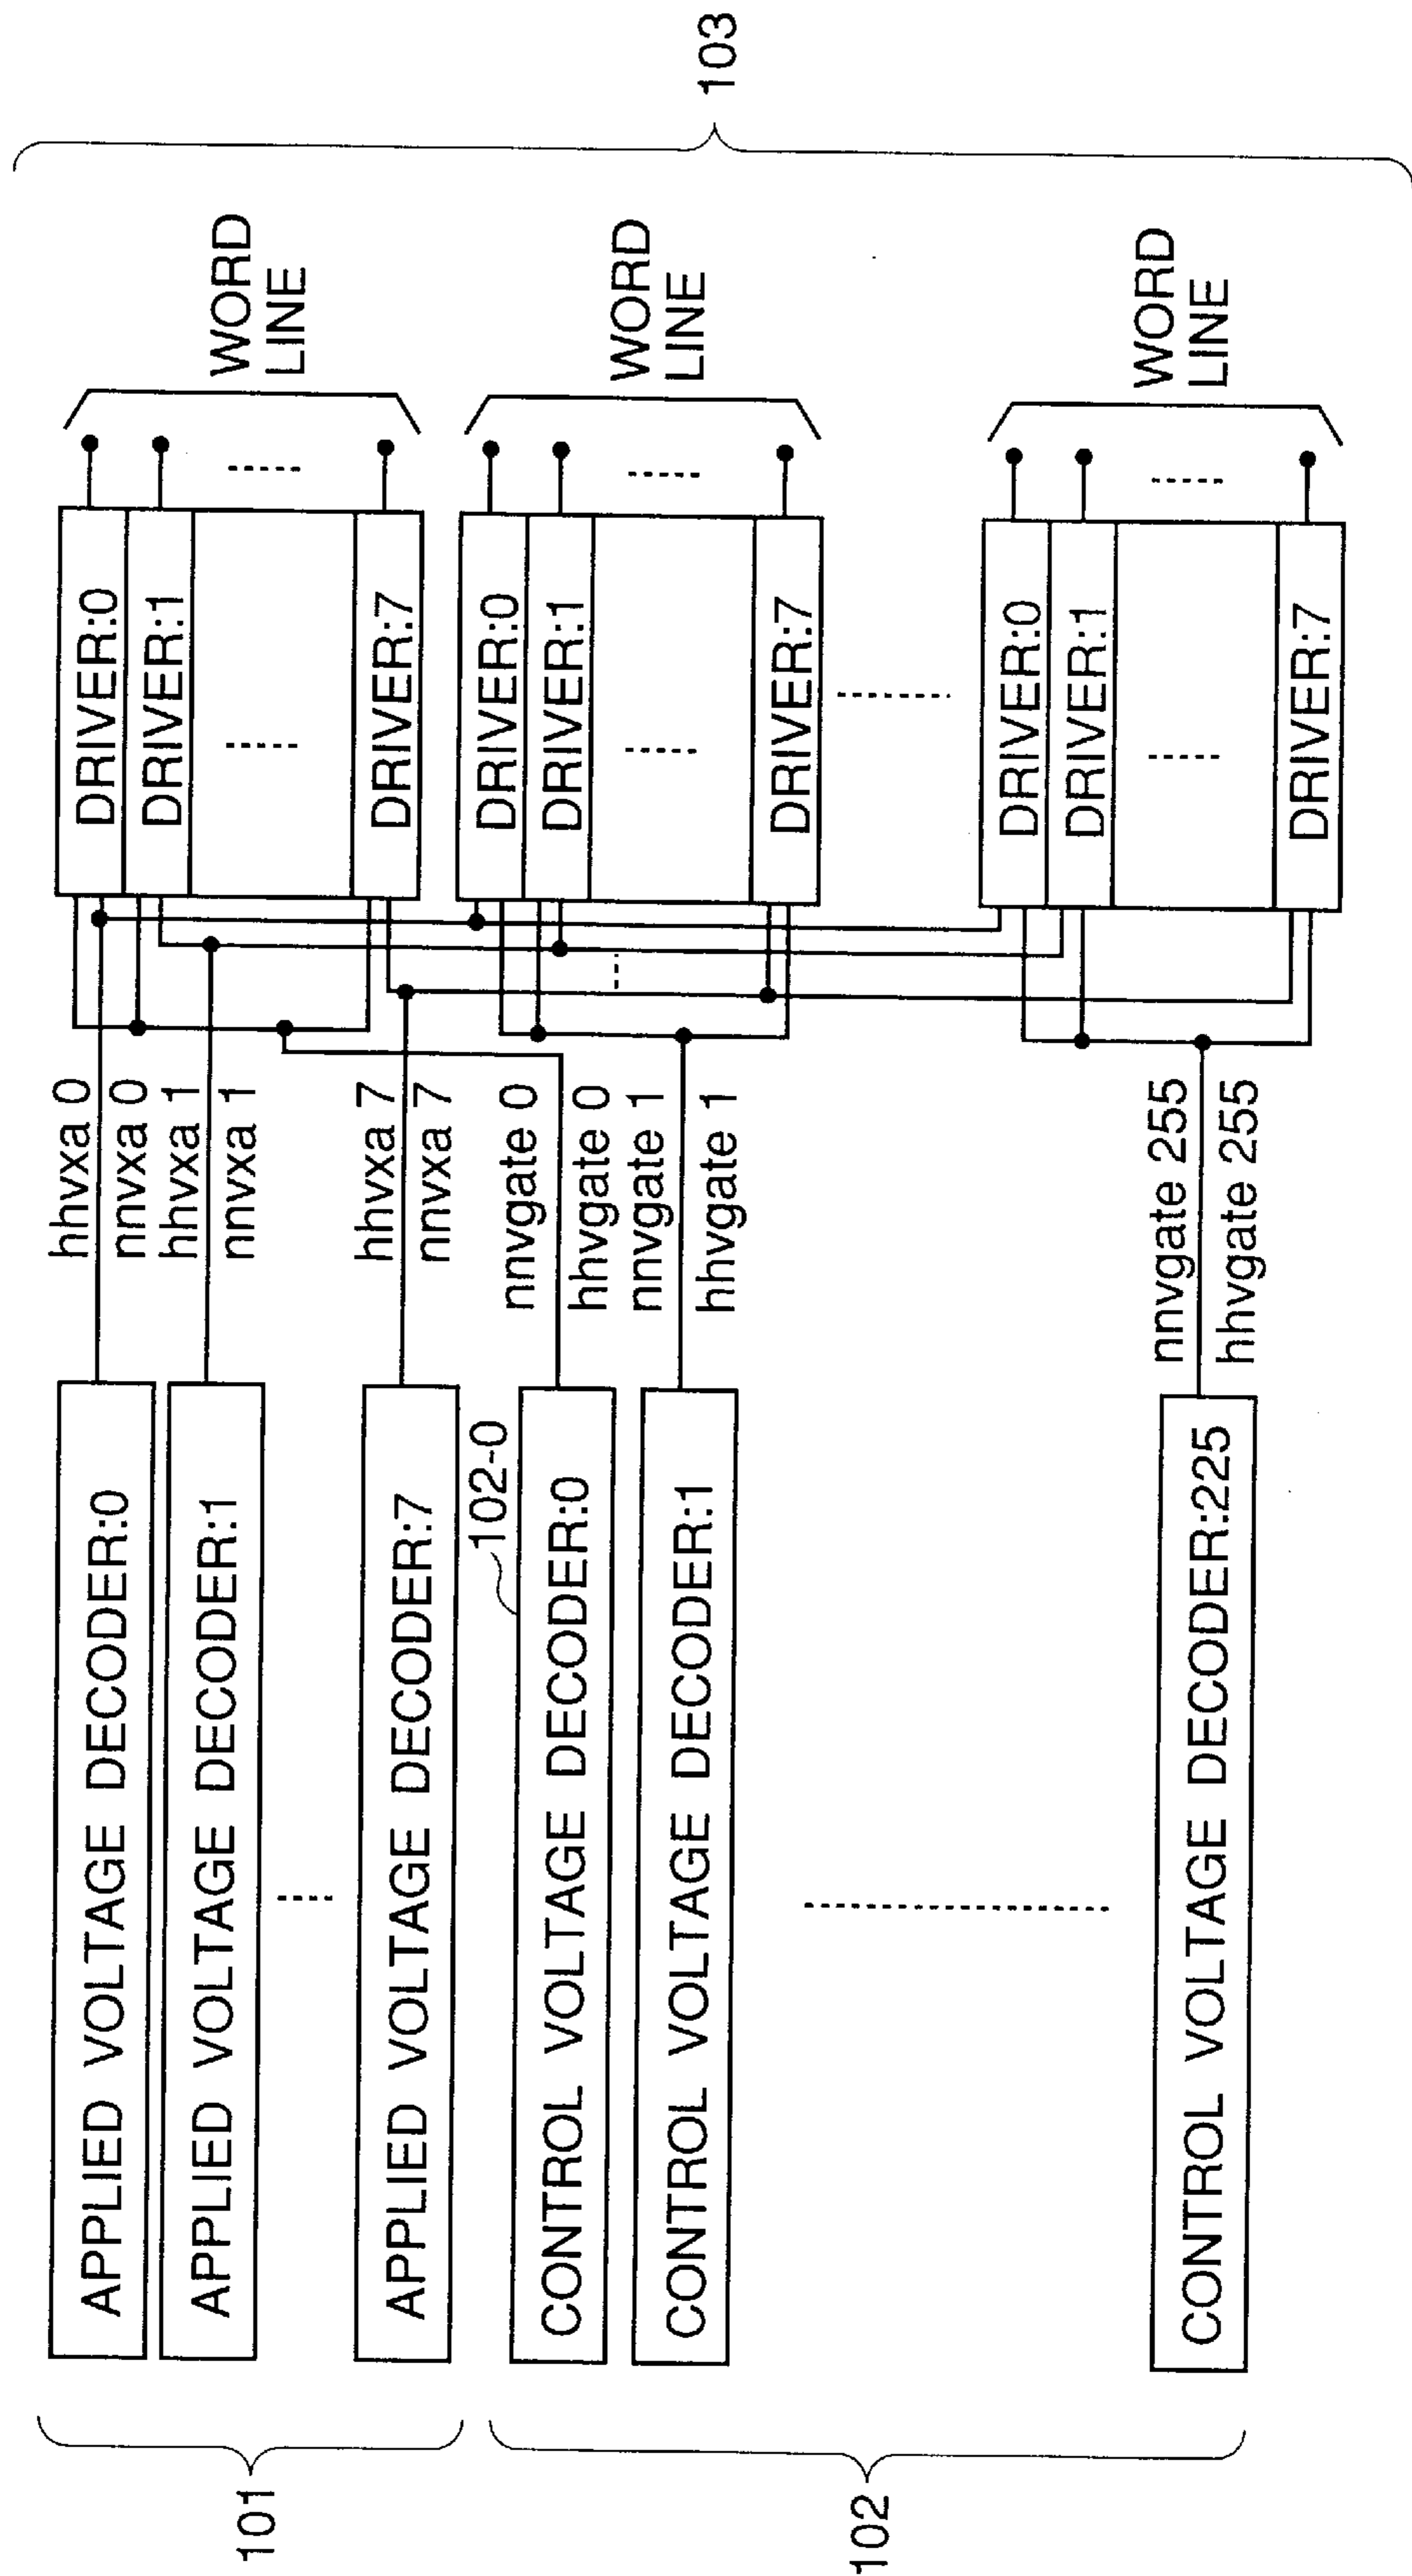 101
APPLIED VOLTAGE DECODER:0
APPLIED VOLTAGE DECODER:1
APPLIED VOLTAGE DECODER:7
102
102-0
CONTROL VOLTAGE DECODER:0
CONTROL VOLTAGE DECODER:1
CONTROL VOLTAGE DECODER:225
hhvxa 0
nnvxa 0
hhvxa 1
nnvxa 1
hhvxa 7
nnvxa 7
nnvgate 0
hhvgate 0
nnvgate 1
hhvgate 1
nnvgate 255
hhvgate 255
DRIVER:0
DRIVER:1
DRIVER:7
DRIVER:0
DRIVER:1
DRIVER:7
DRIVER:0
DRIVER:1
DRIVER:7
WORD
LINE
WORD
LINE
WORD
LINE
103